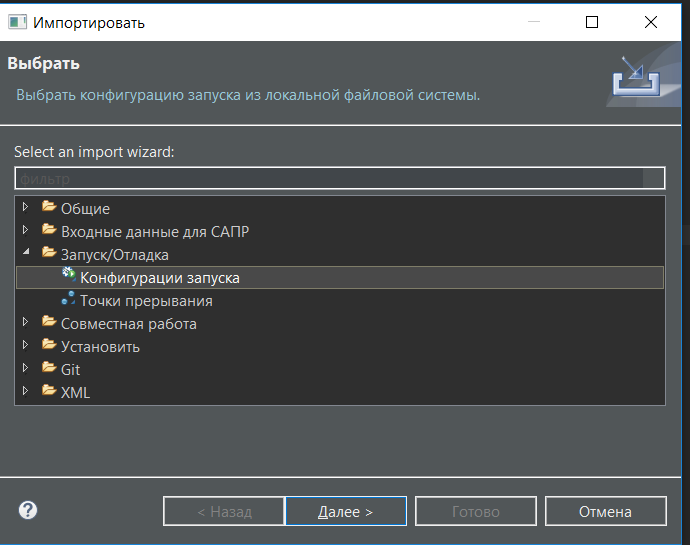 Импортировать
Выбрать
Выбрать конфигурацию запуска из локальной файловой системы.
Select an import wizard:
фильтр
Общие
Входные данные для САПР
Запуск/Отладка
Конфигурации запуска
Точки прерывания
Совместная работа
Установить
Git
XML
?
< Назад
Далее >
Готово
Отмена